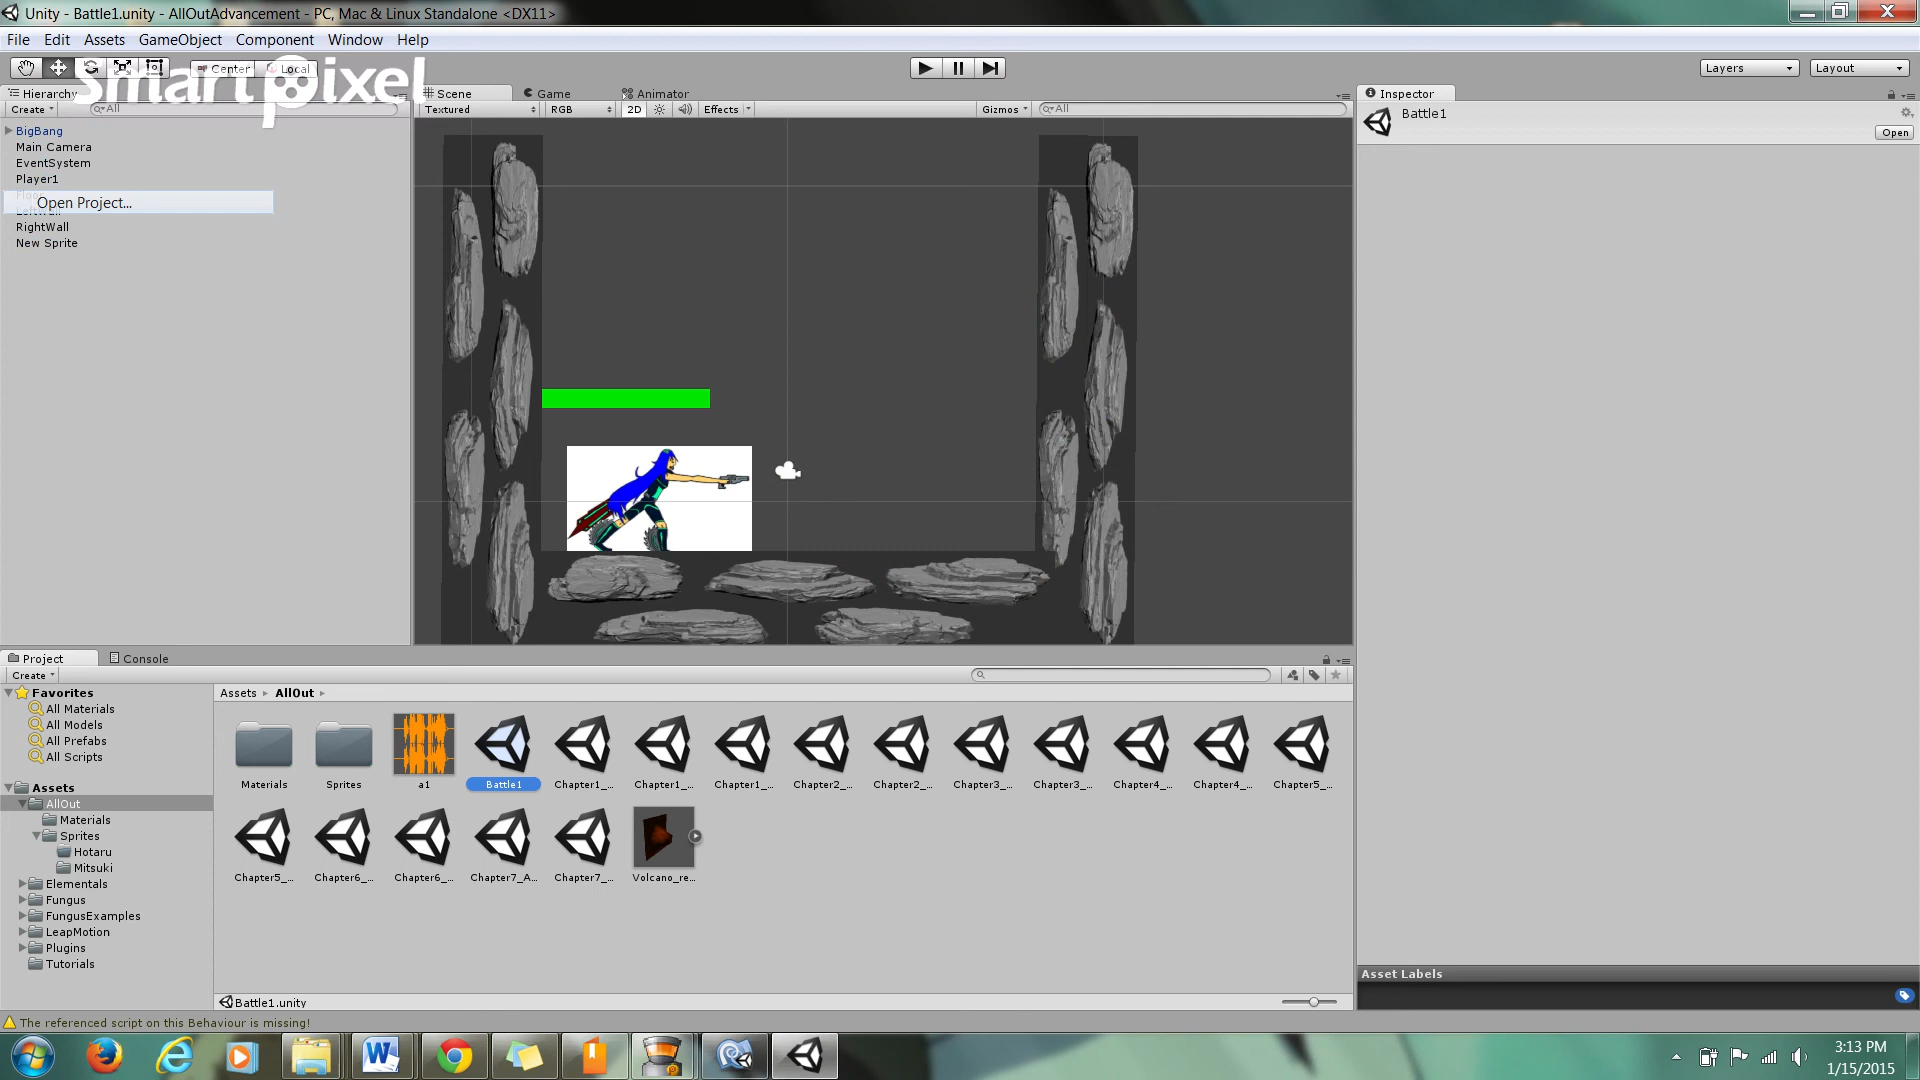 Unity - Battle1.unity - AllOutAdvancement - PC, Mac & Linux Standalone <DX11>
File Edit Assets GameObject Component Window Help
Center Local Layers Layout
smartpixel
Hierarchy Scene Game Animator Inspector
Create All Textured RGB 2D Effects Gizmos All
Battle1
Open
BigBang
Main Camera
EventSystem
Player1
Open Project...
RightWall
New Sprite
Project Console
Create
Favorites Assets AllOut
All Materials
All Models
All Prefabs
All Scripts
Materials Sprites a1 Battle1 Chapter1_... Chapter1_... Chapter1_... Chapter2_... Chapter2_... Chapter3_... Chapter3_... Chapter4_... Chapter4_... Chapter5_...
Assets
AllOut
Materials
Sprites
Hotaru
Mitsuki
Elementals
Fungus
FungusExamples
LeapMotion
Plugins
Tutorials
Chapter5_... Chapter6_... Chapter6_... Chapter7_A... Chapter7_... Volcano_re...
Asset Labels
Battle1.unity
The referenced script on this Behaviour is missing!
3:13 PM
1/15/2015